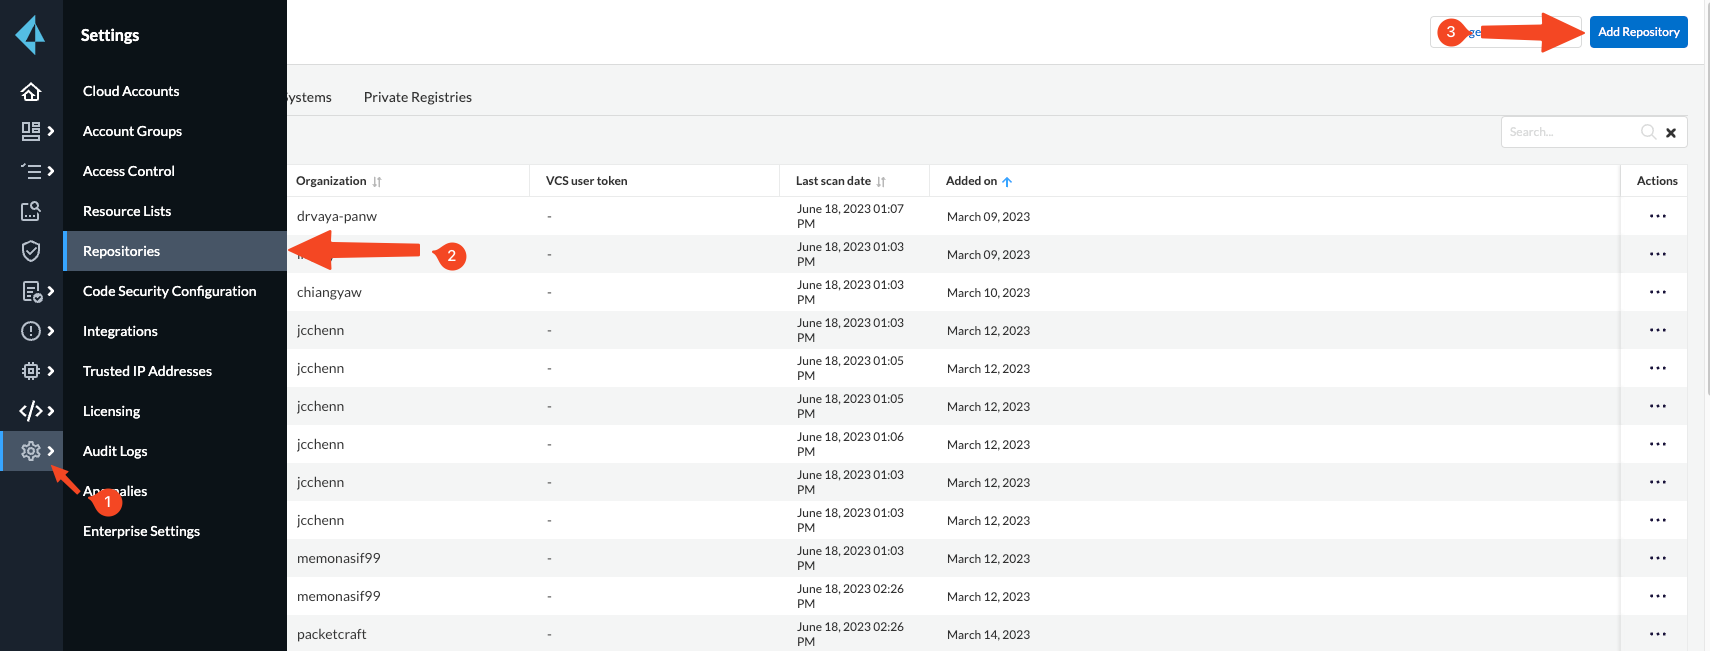 Settings
Cloud Accounts
Account Groups
Access Control
Resource Lists
Repositories
Code Security Configuration
Integrations
Trusted IP Addresses
Licensing
Audit Logs
Anomalies
Enterprise Settings
1
2
3
Add Repository
Systems Private Registries
Search...
Organization VCS user token Last scan date Added on Actions
drvaya-panw - June 18, 2023 01:07 PM March 09, 2023 ...
- June 18, 2023 01:03 PM March 09, 2023 ...
chiangyaw - June 18, 2023 01:03 PM March 10, 2023 ...
jcchenn - June 18, 2023 01:03 PM March 12, 2023 ...
jcchenn - June 18, 2023 01:05 PM March 12, 2023 ...
jcchenn - June 18, 2023 01:05 PM March 12, 2023 ...
jcchenn - June 18, 2023 01:06 PM March 12, 2023 ...
jcchenn - June 18, 2023 01:03 PM March 12, 2023 ...
jcchenn - June 18, 2023 01:03 PM March 12, 2023 ...
memonasif99 - June 18, 2023 01:03 PM March 12, 2023 ...
memonasif99 - June 18, 2023 02:26 PM March 12, 2023 ...
packetcraft - June 18, 2023 02:26 PM March 14, 2023 ...